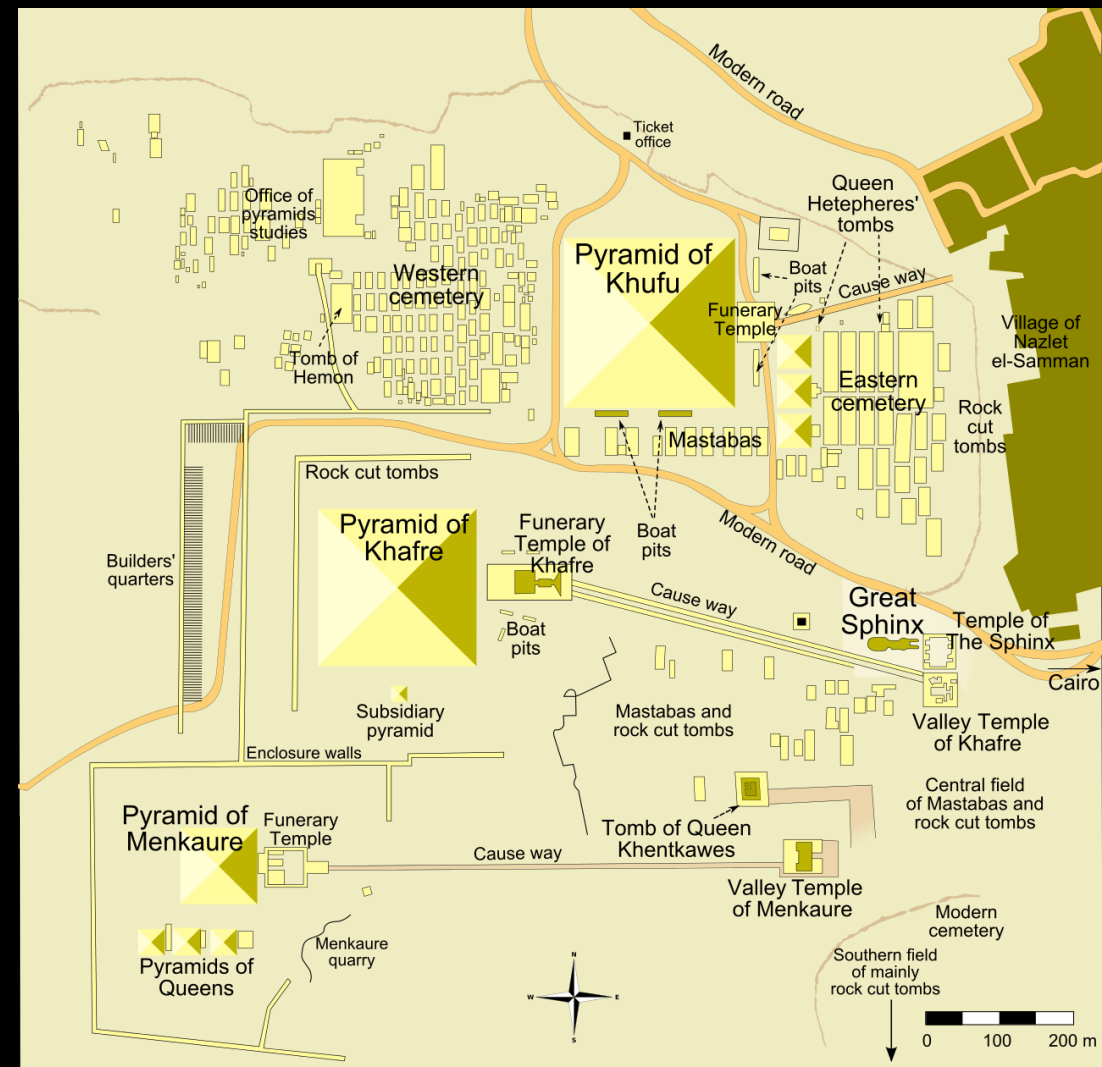 Modern road
Ticket
office
Queen
Hetepheres'
tombs
Office of
pyramids
studies
Western
cemetery
Pyramid of
Khufu
Boat
pits
Cause way
Funerary
Temple
Village of
Nazlet
el-Samman
Tomb of
Hemon
Eastern
cemetery
Rock
cut
tombs
Mastabas
Rock cut tombs
Pyramid of
Khafre
Funerary
Temple of
Khafre
Boat
pits
Modern road
Builders'
quarters
Cause way
Great
Sphinx
Temple of
The Sphinx
Boat
pits
Cairo
Subsidiary
pyramid
Mastabas and
rock cut tombs
Valley Temple
of Khafre
Enclosure walls
Central field
of Mastabas and
rock cut tombs
Pyramid of
Menkaure
Funerary
Temple
Tomb of Queen
Khentkawes
Cause way
Valley Temple
of Menkaure
Modern
cemetery
Menkaure
quarry
Pyramids of
Queens
Southern field
of mainly
rock cut tombs
N
W
E
S
0 100 200 m